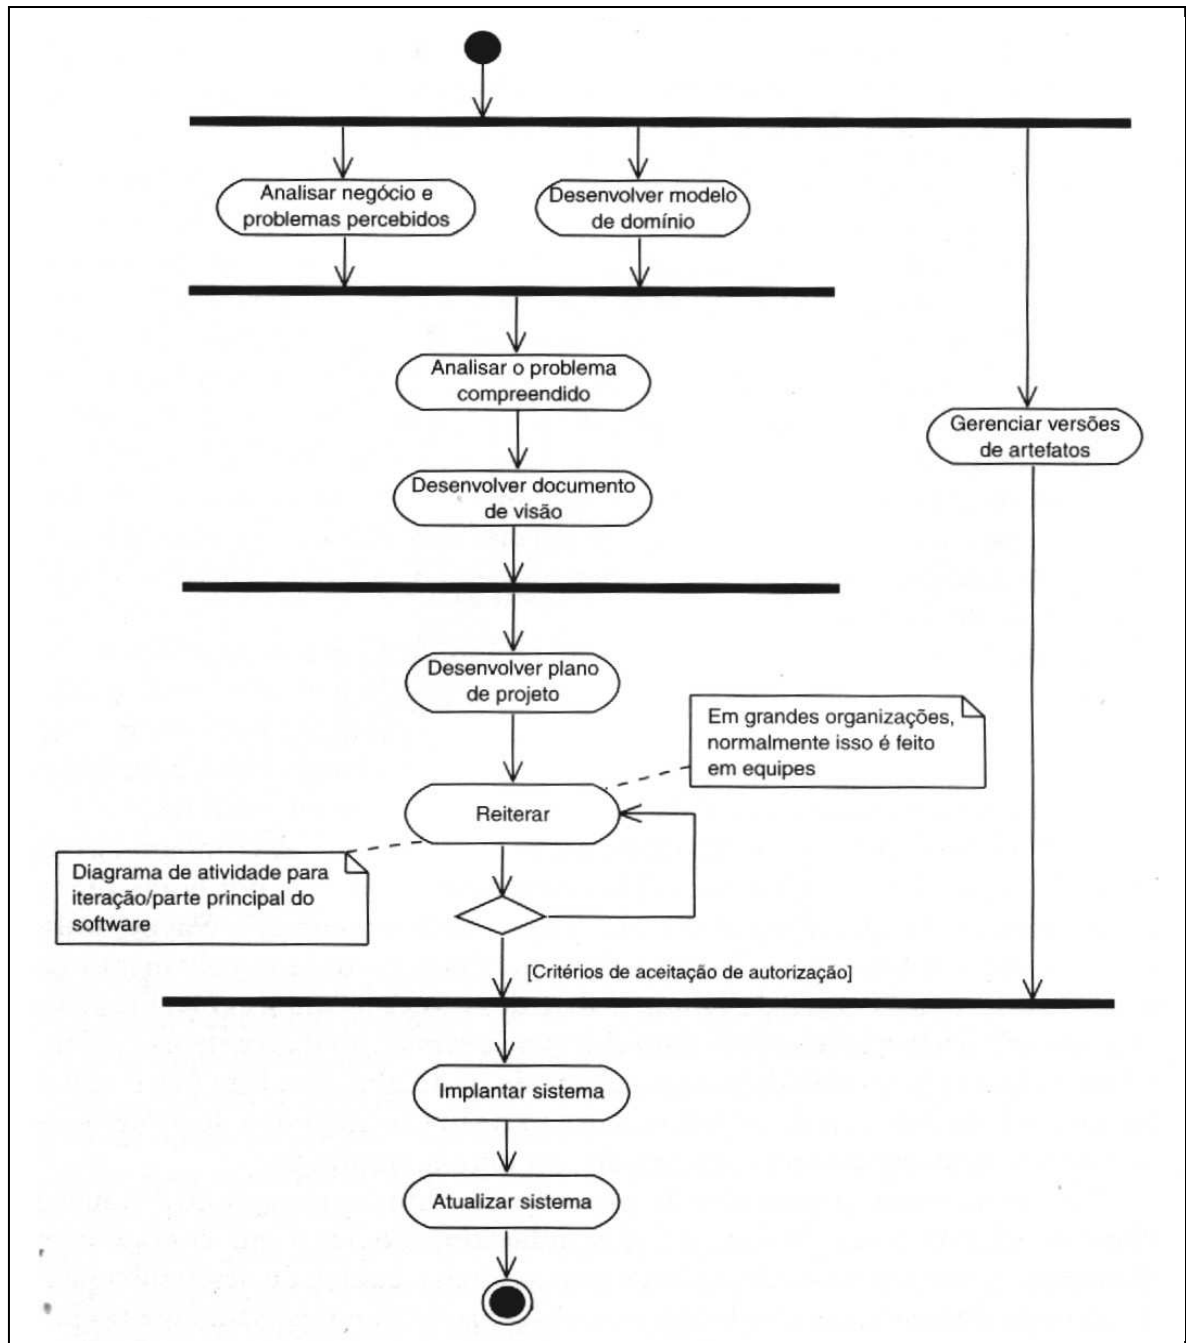 Analisar negócio e
problemas percebidos
Desenvolver modelo
de domínio
Analisar o problema
compreendido
Gerenciar versões
de artefatos
Desenvolver documento
de visão
Desenvolver plano
de projeto
Em grandes organizações,
normalmente isso é feito
em equipes
Reiterar
Diagrama de atividade para
iteração/parte principal do
software
[Critérios de aceitação de autorização]
Implantar sistema
Atualizar sistema